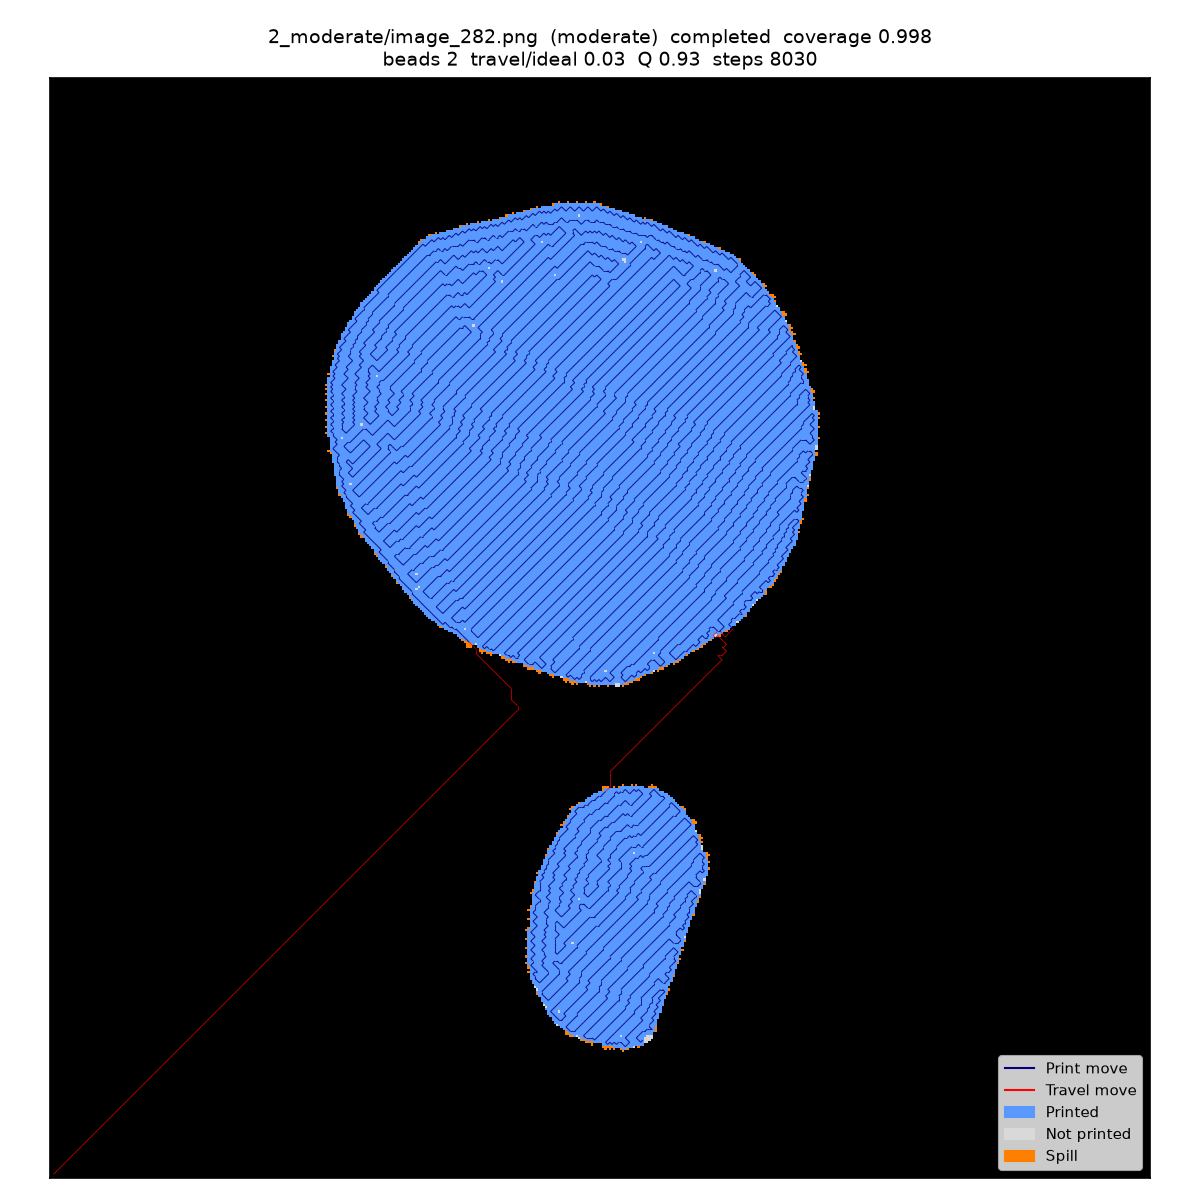 2_moderate/image_282.png  (moderate)  completed  coverage 0.998
beads 2  travel/ideal 0.03  Q 0.93  steps 8030
Print move
Travel move
Printed
Not printed
Spill